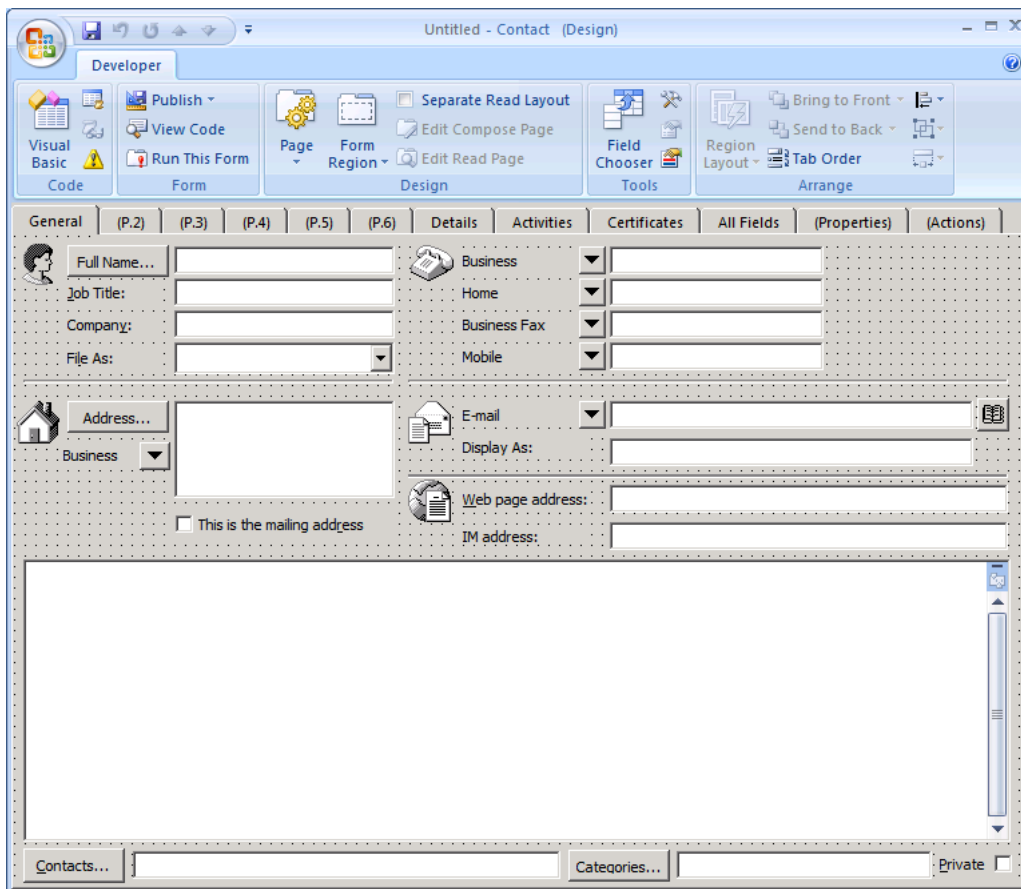 Untitled - Contact (Design)
Developer
Visual Basic
Publish
View Code
Run This Form
Page
Form Region
Separate Read Layout
Edit Compose Page
Edit Read Page
Field Chooser
Region Layout
Bring to Front
Send to Back
Tab Order
Code Form Design Tools Arrange
General (P.2) (P.3) (P.4) (P.5) (P.6) Details Activities Certificates All Fields (Properties) (Actions)
Full Name... Business
Job Title: Home
Company: Business Fax
File As: Mobile
Address... E-mail
Business Display As:
Web page address:
This is the mailing address
IM address:
Contacts... Categories... Private